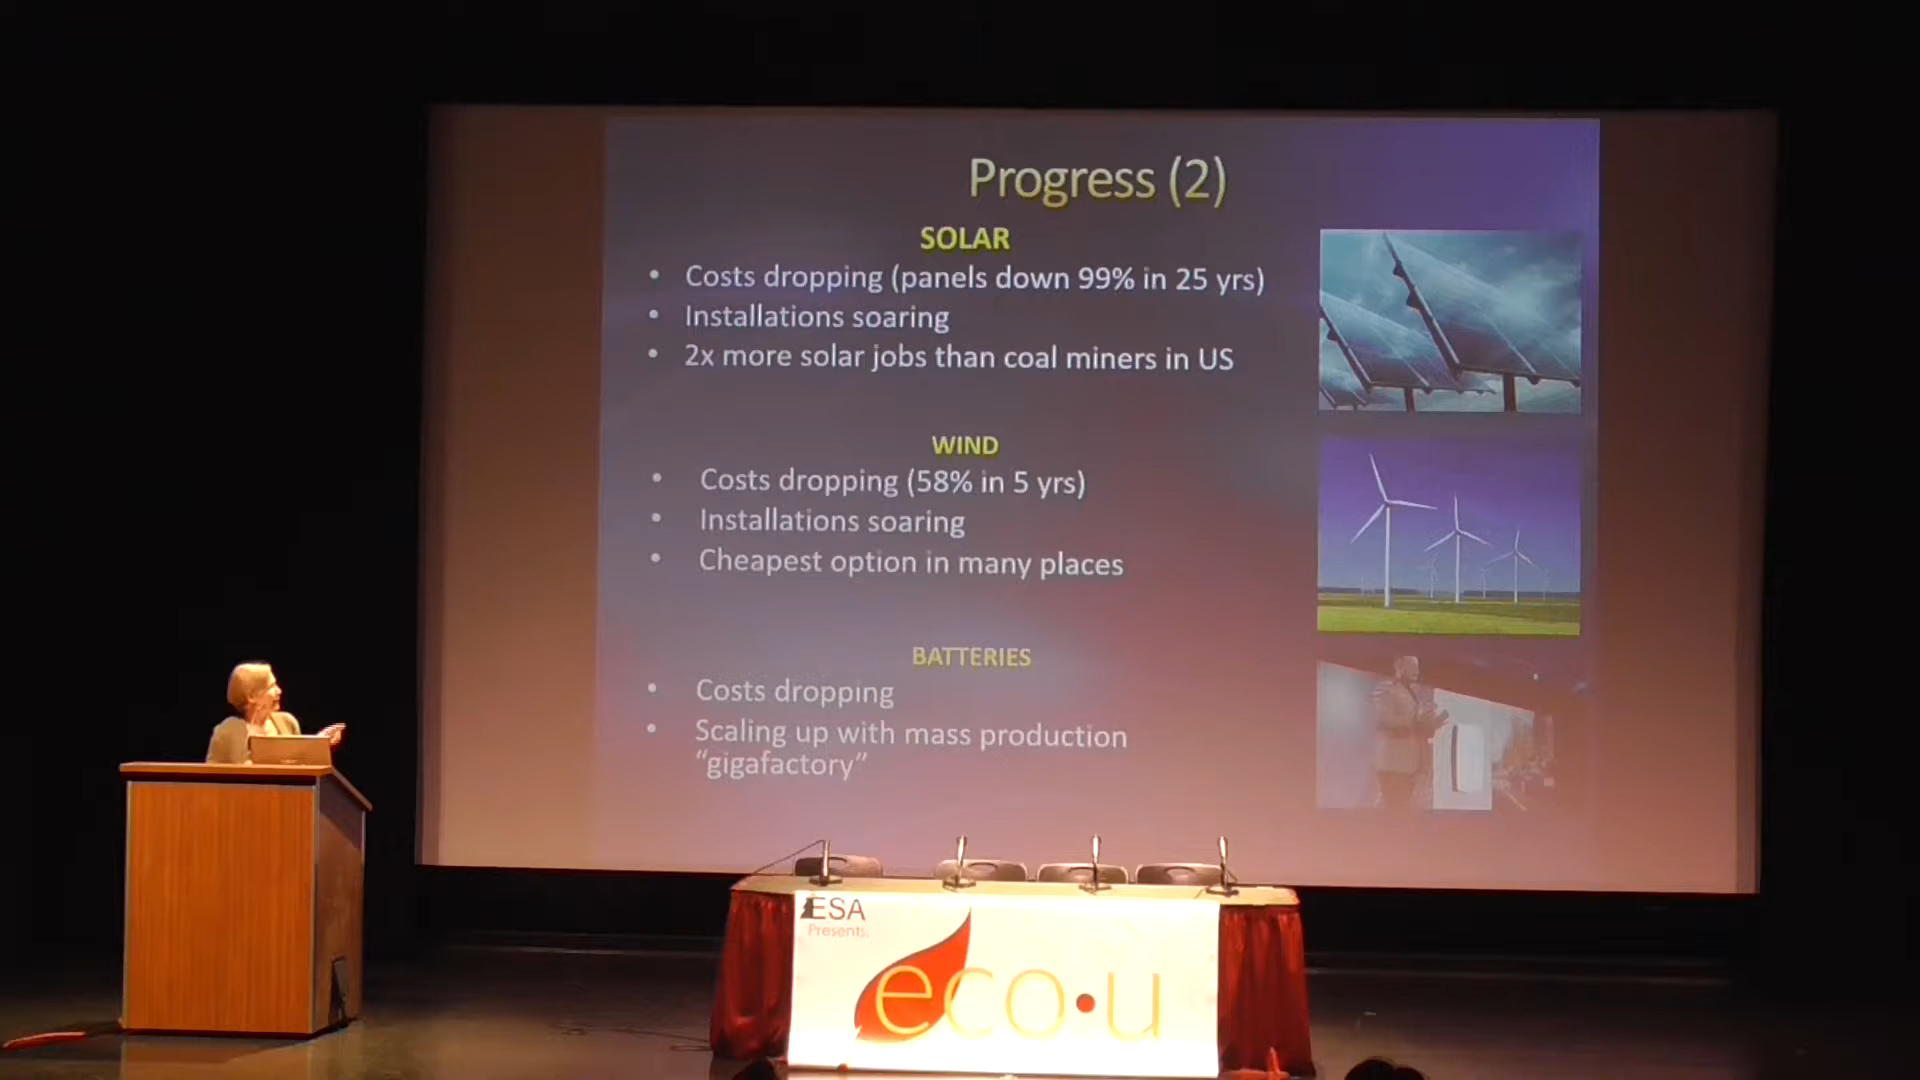 Progress (2)
SOLAR
• Costs dropping (panels down 99% in 25 yrs)
• Installations soaring
• 2x more solar jobs than coal miners in US
WIND
• Costs dropping (58% in 5 yrs)
• Installations soaring
• Cheapest option in many places
BATTERIES
• Costs dropping
• Scaling up with mass production
“gigafactory”
ESA
Presents:
eco•u